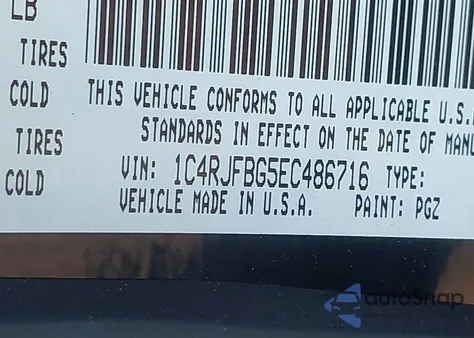 LB
TIRES
COLD THIS VEHICLE CONFORMS TO ALL APPLICABLE U.S.
STANDARDS IN EFFECT ON THE DATE OF MANU
TIRES
VIN: 1C4RJFBG5EC486716 TYPE:
COLD
VEHICLE MADE IN U.S.A. PAINT: PGZ
autoSnap